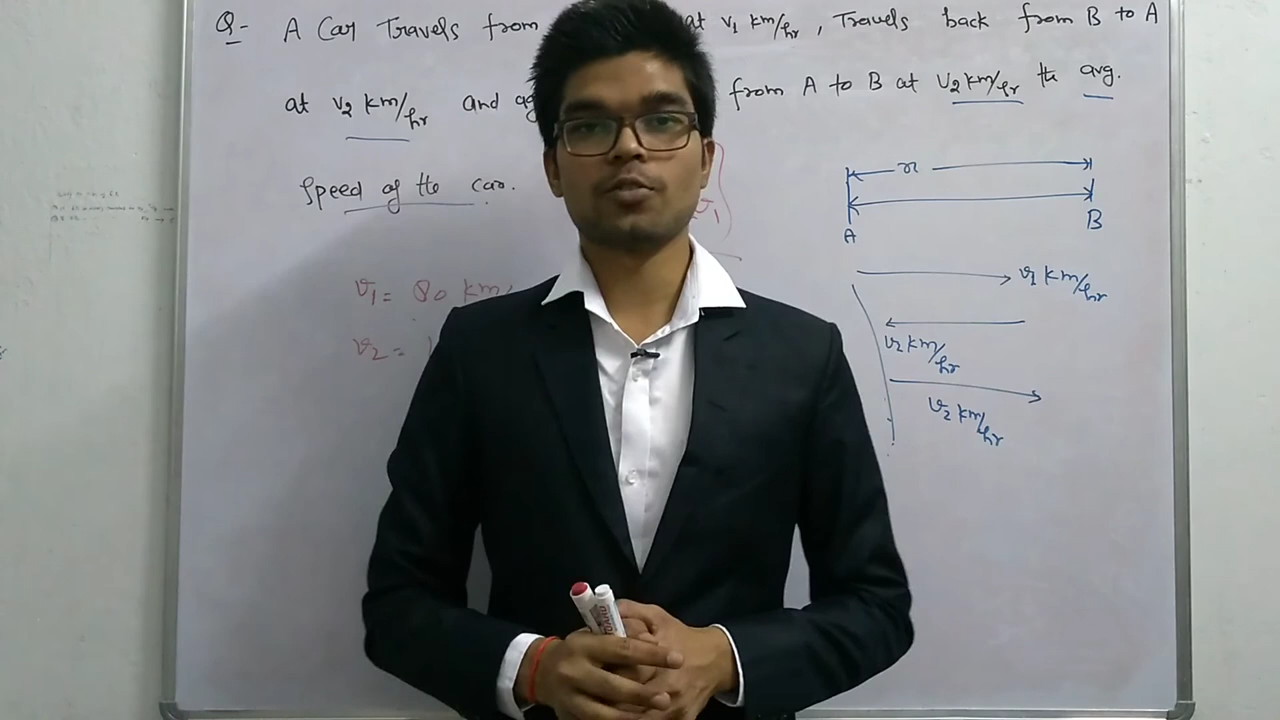 Q- A Car Travels from at v1 km/hr, Travels back from B to A
at v2 km/hr and from A to B at v2 km/hr the avg.
Speed of the car.
x
A B
v1 km/hr
v2 km/hr
v2 km/hr
v1 = 80 km/
v2 =
v1